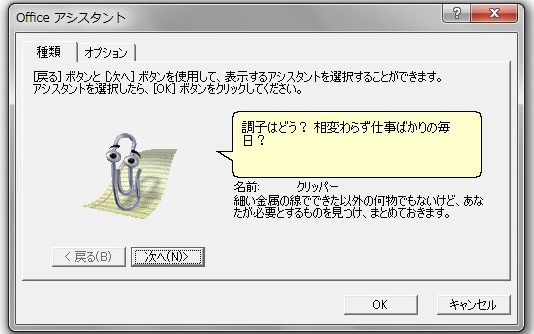 Office アシスタント
種類
オプション
[戻る] ボタンと [次へ] ボタンを使用して、表示するアシスタントを選択することができます。
アシスタントを選択したら、[OK] ボタンをクリックしてください。
調子はどう? 相変わらず仕事ばかりの毎
日?
名前: クリッパー
細い金属の線でできた以外の何物でもないけど、あな
たが必要とするものを見つけ、まとめておきます。
< 戻る(B)
次へ(N)>
OK
キャンセル